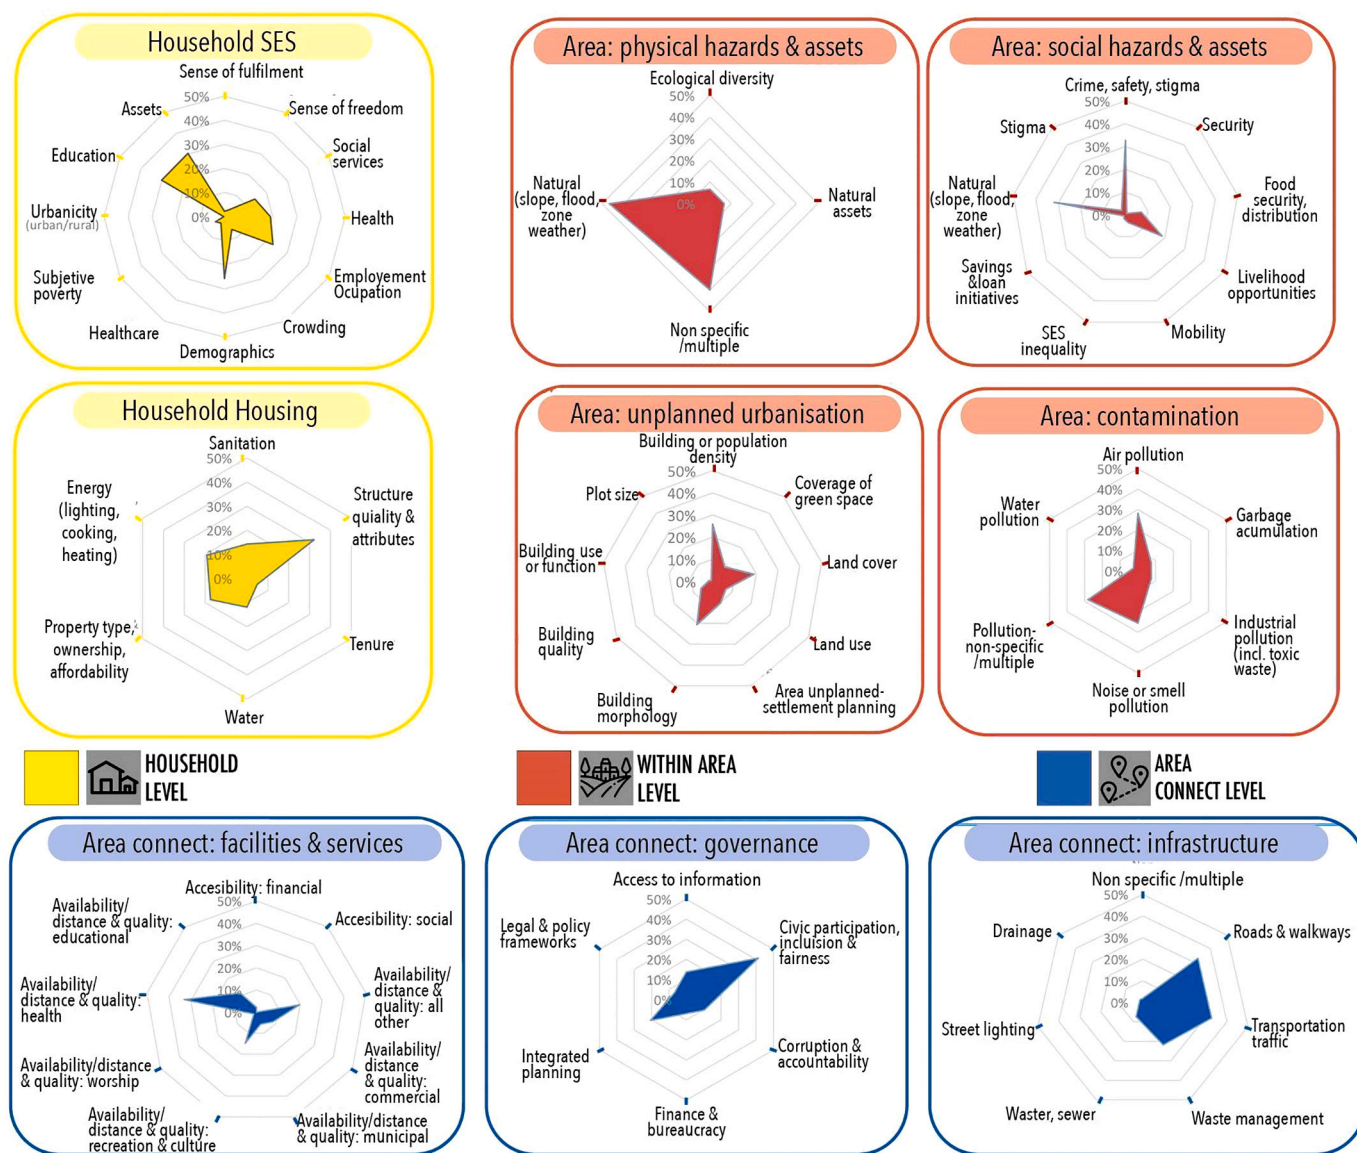 Household SES
Sense of fulfilment
50%
40%
30%
20%
10%
0%
Sense of freedom
Social
services
Health
Employement
Ocupation
Crowding
Demographics
Healthcare
Subjetive
poverty
Urbanicity
(urban/rural)
Education
Assets
Area: physical hazards & assets
Ecological diversity
50%
40%
30%
20%
10%
0%
Natural
assets
Non specific
/multiple
Natural
(slope, flood,
zone
weather)
Area: social hazards & assets
Crime, safety, stigma
50%
40%
30%
20%
10%
0%
Security
Food
security,
distribution
Livelihood
opportunities
Mobility
SES
inequality
Savings
&loan
initiatives
Natural
(slope, flood,
zone
weather)
Stigma
Household Housing
Sanitation
50%
40%
30%
20%
10%
0%
Structure
quiality &
attributes
Tenure
Water
Property type,
ownership,
affordability
Energy
(lighting,
cooking,
heating)
Area: unplanned urbanisation
Building or population
density
50%
40%
30%
20%
10%
0%
Coverage of
green space
Land cover
Land use
Area unplanned-
settlement planning
Building
morphology
Building
quality
Building use
or function
Plot size
Area: contamination
Air pollution
50%
40%
30%
20%
10%
0%
Garbage
acumulation
Industrial
pollution
(incl. toxic
waste)
Noise or smell
pollution
Pollution-
non-specific
/multiple
Water
pollution
HOUSEHOLD
LEVEL
WITHIN AREA
LEVEL
AREA
CONNECT LEVEL
Area connect: facilities & services
Accesibility: financial
50%
40%
30%
20%
10%
0%
Accesibility: social
Availability/
distance &
quality: all
other
Availability/
distance
& quality:
commercial
Availability/distance
& quality: municipal
Availability/
distance & quality:
recreation & culture
Availability/distance
& quality: worship
Availability/
distance & quality:
health
Availability/
distance & quality:
educational
Area connect: governance
Access to information
50%
40%
30%
20%
10%
0%
Civic participation,
incluision &
fairness
Corruption &
accountability
Finance &
bureaucracy
Integrated
planning
Legal & policy
frameworks
Area connect: infrastructure
Non specific /multiple
50%
40%
30%
20%
10%
0%
Roads & walkways
Transportation
traffic
Waste management
Waster, sewer
Street lighting
Drainage